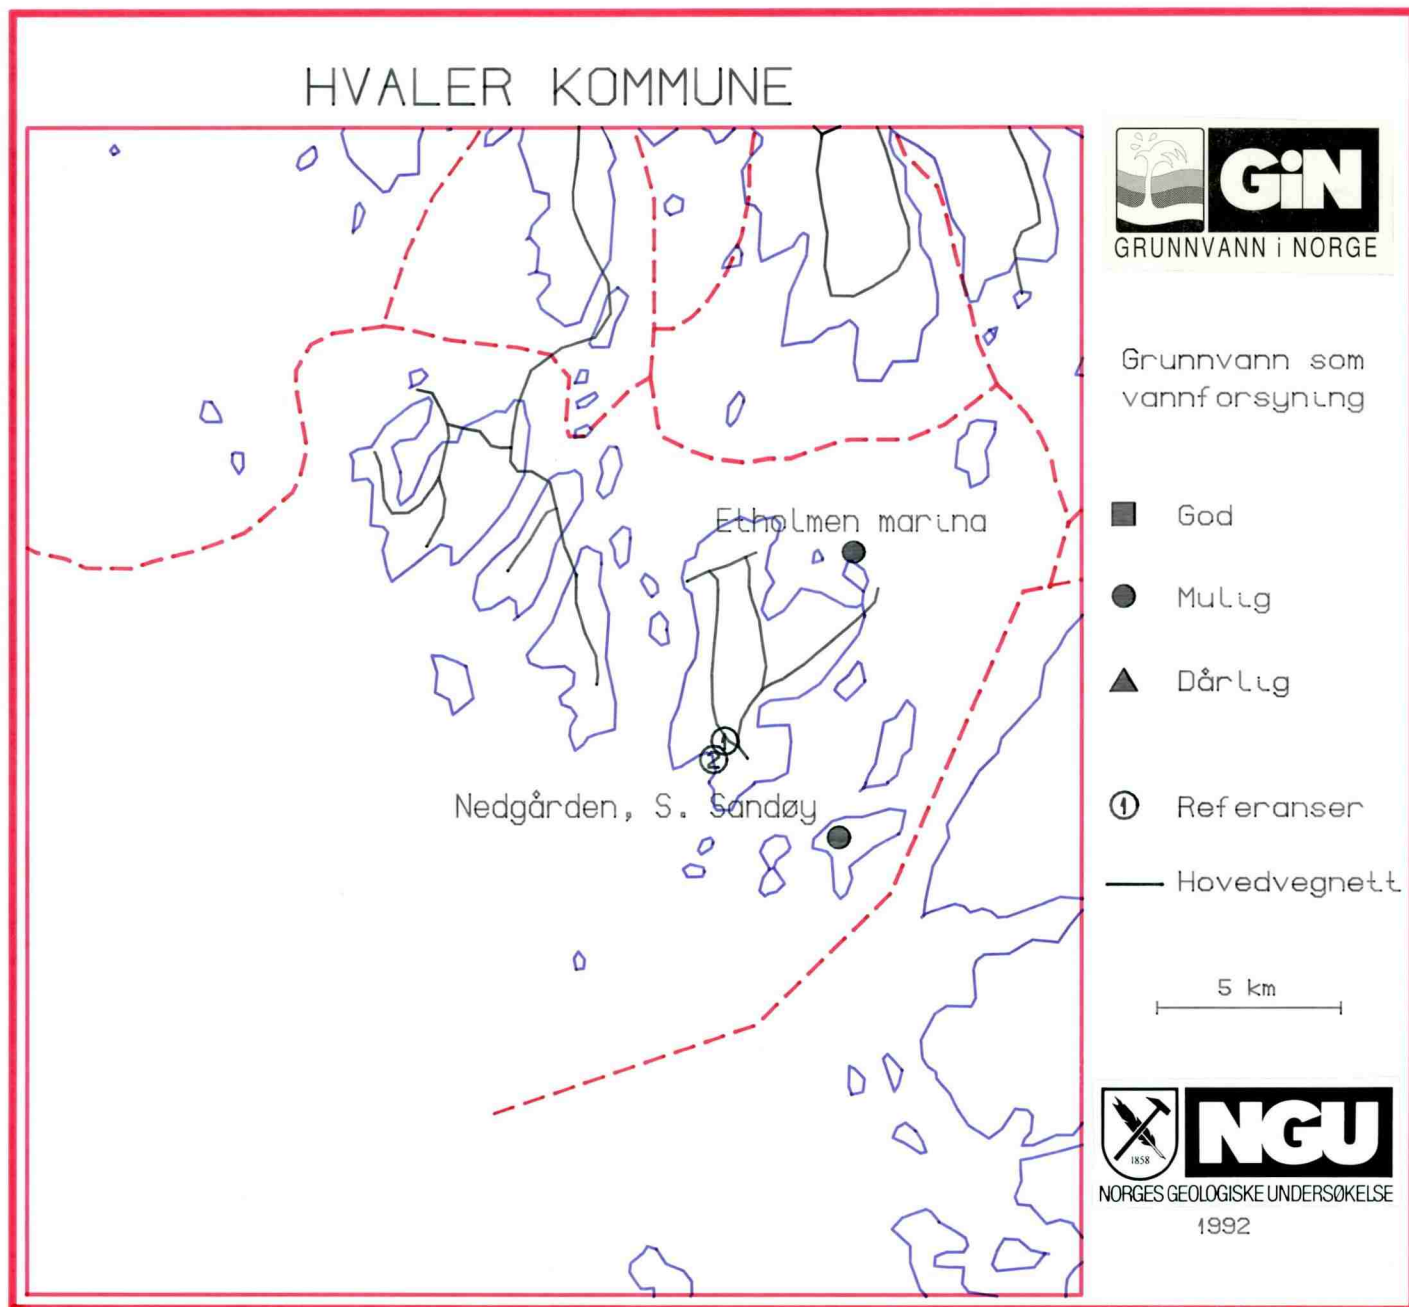 HVALER KOMMUNE
GiN
GRUNNVANN i NORGE
Grunnvann som
vannforsyning
God
Mulig
Dårlig
1 Referanser
Hovedvegnett
5 km
1858
NGU
NORGES GEOLOGISKE UNDERSØKELSE
1992
Etholmen marina
1
2
Nedgården, S. Sandøy